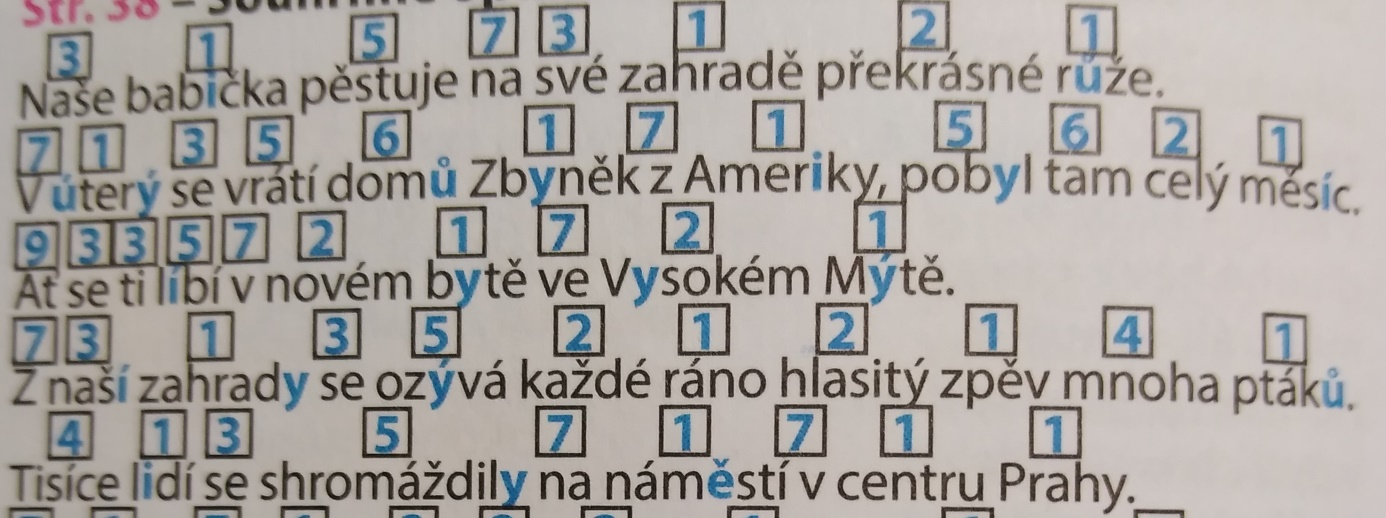 Str. 38 –
3 1 5 7 3 1 2 1
Naše babička pěstuje na své zahradě překrásné růže.
7 1 3 5 6 1 7 1 5 6 2 1
V úterý se vrátí domů Zbyněk z Ameriky, pobyl tam celý měsíc.
9 3 3 5 7 2 1 7 2 1
Ať se ti líbí v novém bytě ve Vysokém Mýtě.
7 3 1 3 5 2 1 2 1 4 1
Z naší zahrady se ozývá každé ráno hlasitý zpěv mnoha ptáků.
4 1 3 5 7 1 7 1 1
Tisíce lidí se shromáždily na náměstí v centru Prahy.